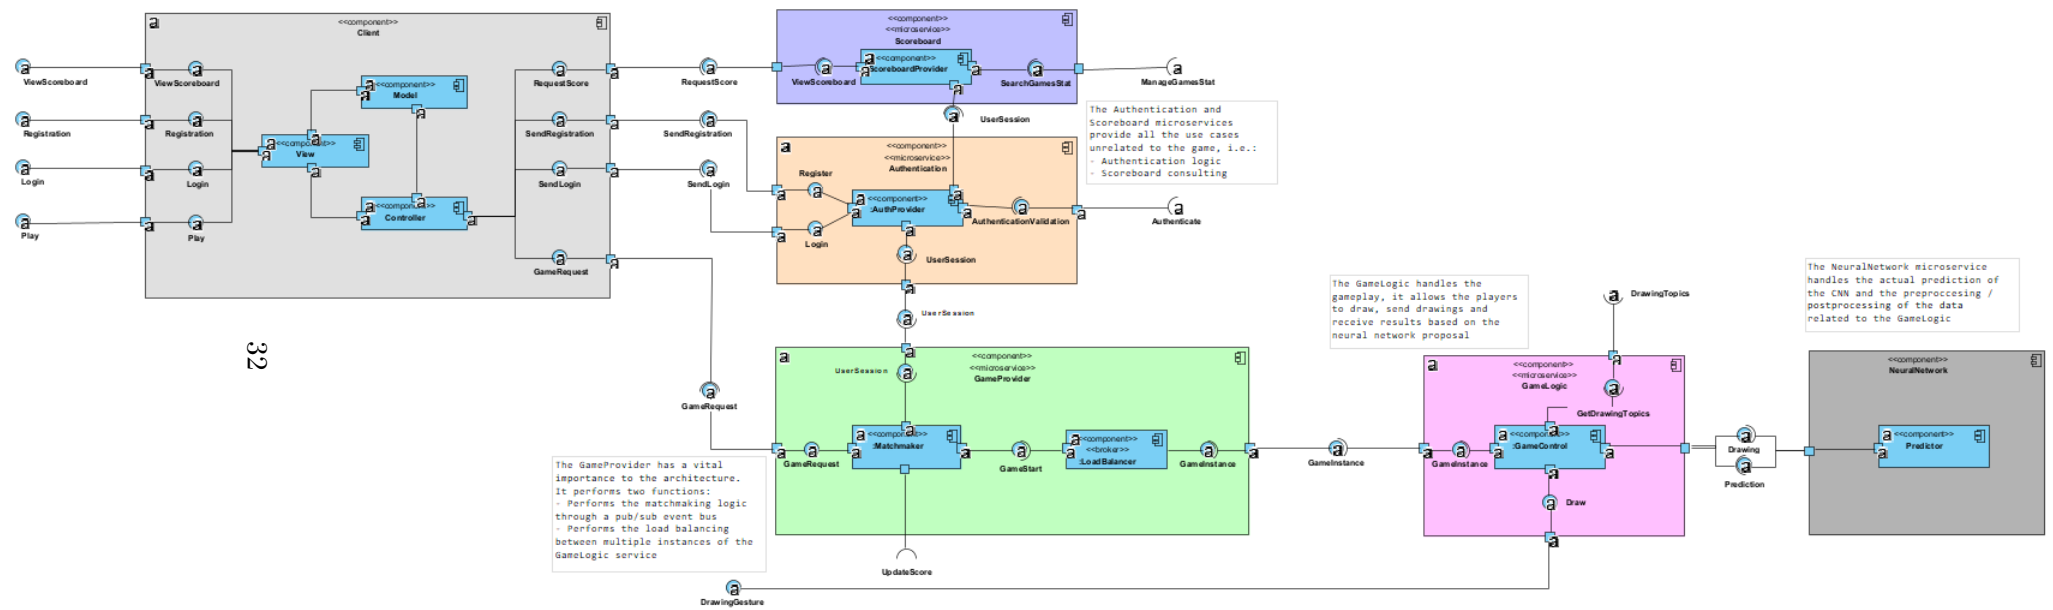 <<component>>
Client
ViewScoreboard
Registration
Login
Play
ViewScoreboard
Registration
Login
Play
<<component>>
Model
<<component>>
View
<<component>>
Controller
RequestScore
SendRegistration
SendLogin
GameRequest
RequestScore
SendRegistration
SendLogin
GameRequest
<<component>>
<<microservice>>
Scoreboard
<<component>>
ScoreboardProvider
ViewScoreboard
SearchGamesStat
ManageGamesStat
UserSession
The Authentication and
Scoreboard microservices
provide all the use cases
unrelated to the game, i.e.:
- Authentication logic
- Scoreboard consulting
<<component>>
<<microservice>>
Authentication
Register
Login
<<component>>
:AuthProvider
AuthenticationValidation
Authenticate
UserSession
UserSession
<<component>>
<<microservice>>
GameProvider
UserSession
GameRequest
<<component>>
:Matchmaker
GameStart
<<component>>
<<broker>>
:LoadBalancer
GameInstance
GameInstance
UpdateScore
The GameProvider has a vital
importance to the architecture.
It performs two functions:
- Performs the matchmaking logic
through a pub/sub event bus
- Performs the load balancing
between multiple instances of the
GameLogic service
DrawingGesture
The GameLogic handles the
gameplay, it allows the players
to draw, send drawings and
receive results based on the
neural network proposal
DrawingTopics
<<component>>
<<microservice>>
GameLogic
GetDrawingTopics
GameInstance
<<component>>
:GameControl
Draw
Drawing
Prediction
The NeuralNetwork microservice
handles the actual prediction of
the CNN and the preproccesing /
postprocessing of the data
related to the GameLogic
<<component>>
NeuralNetwork
<<component>>
Predictor
32